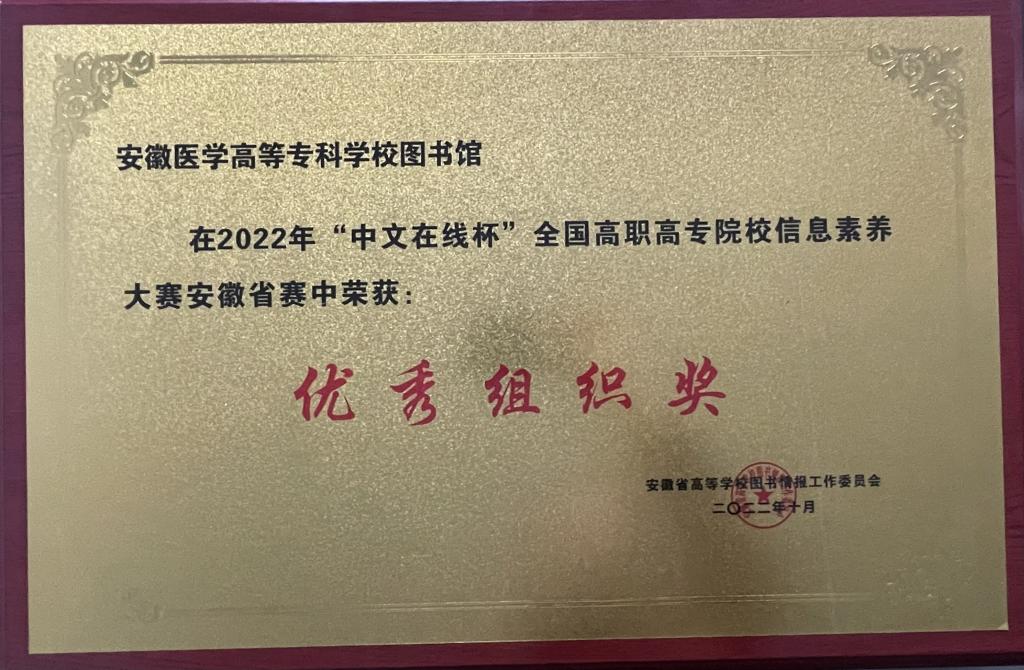 安徽医学高等专科学校图书馆
在2022年“中文在线杯”全国高职高专院校信息素养
大赛安徽省赛中荣获：
优秀组织奖
安徽省高等学校图书情报工作委员会
二〇二二年十月